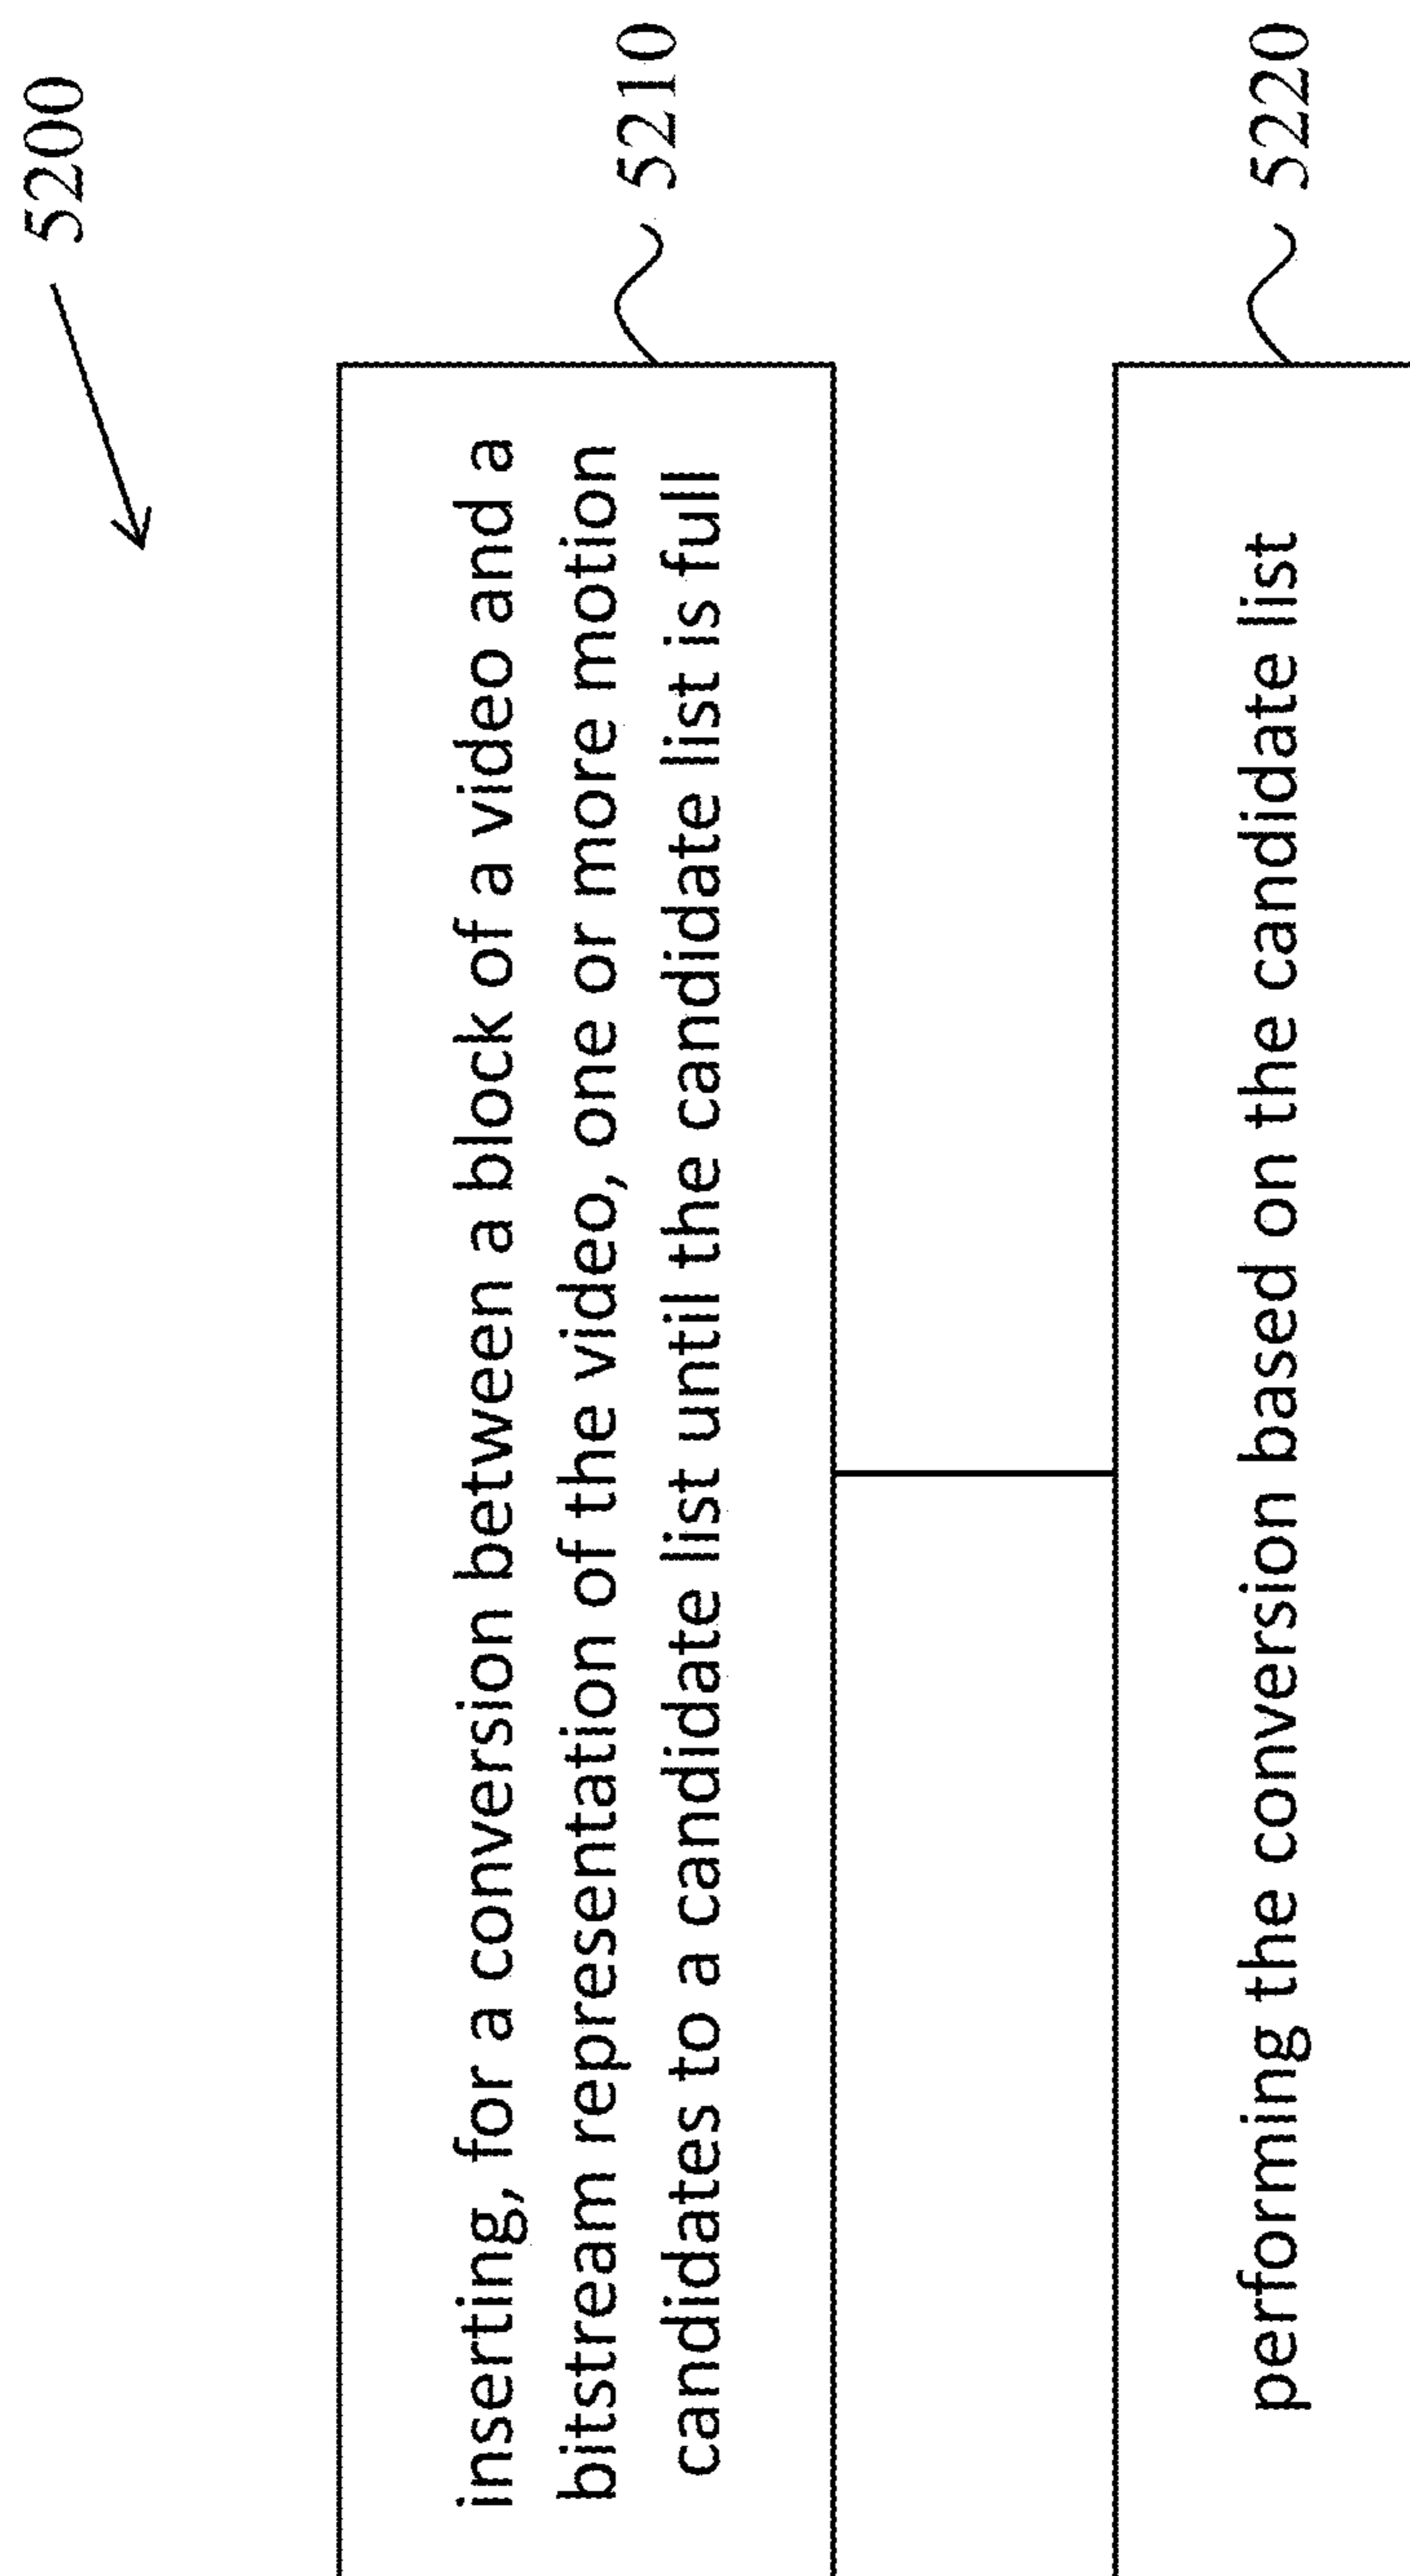 5200
inserting, for a conversion between a block of a video and a
bitstream representation of the video, one or more motion
candidates to a candidate list until the candidate list is full
5210
performing the conversion based on the candidate list
5220